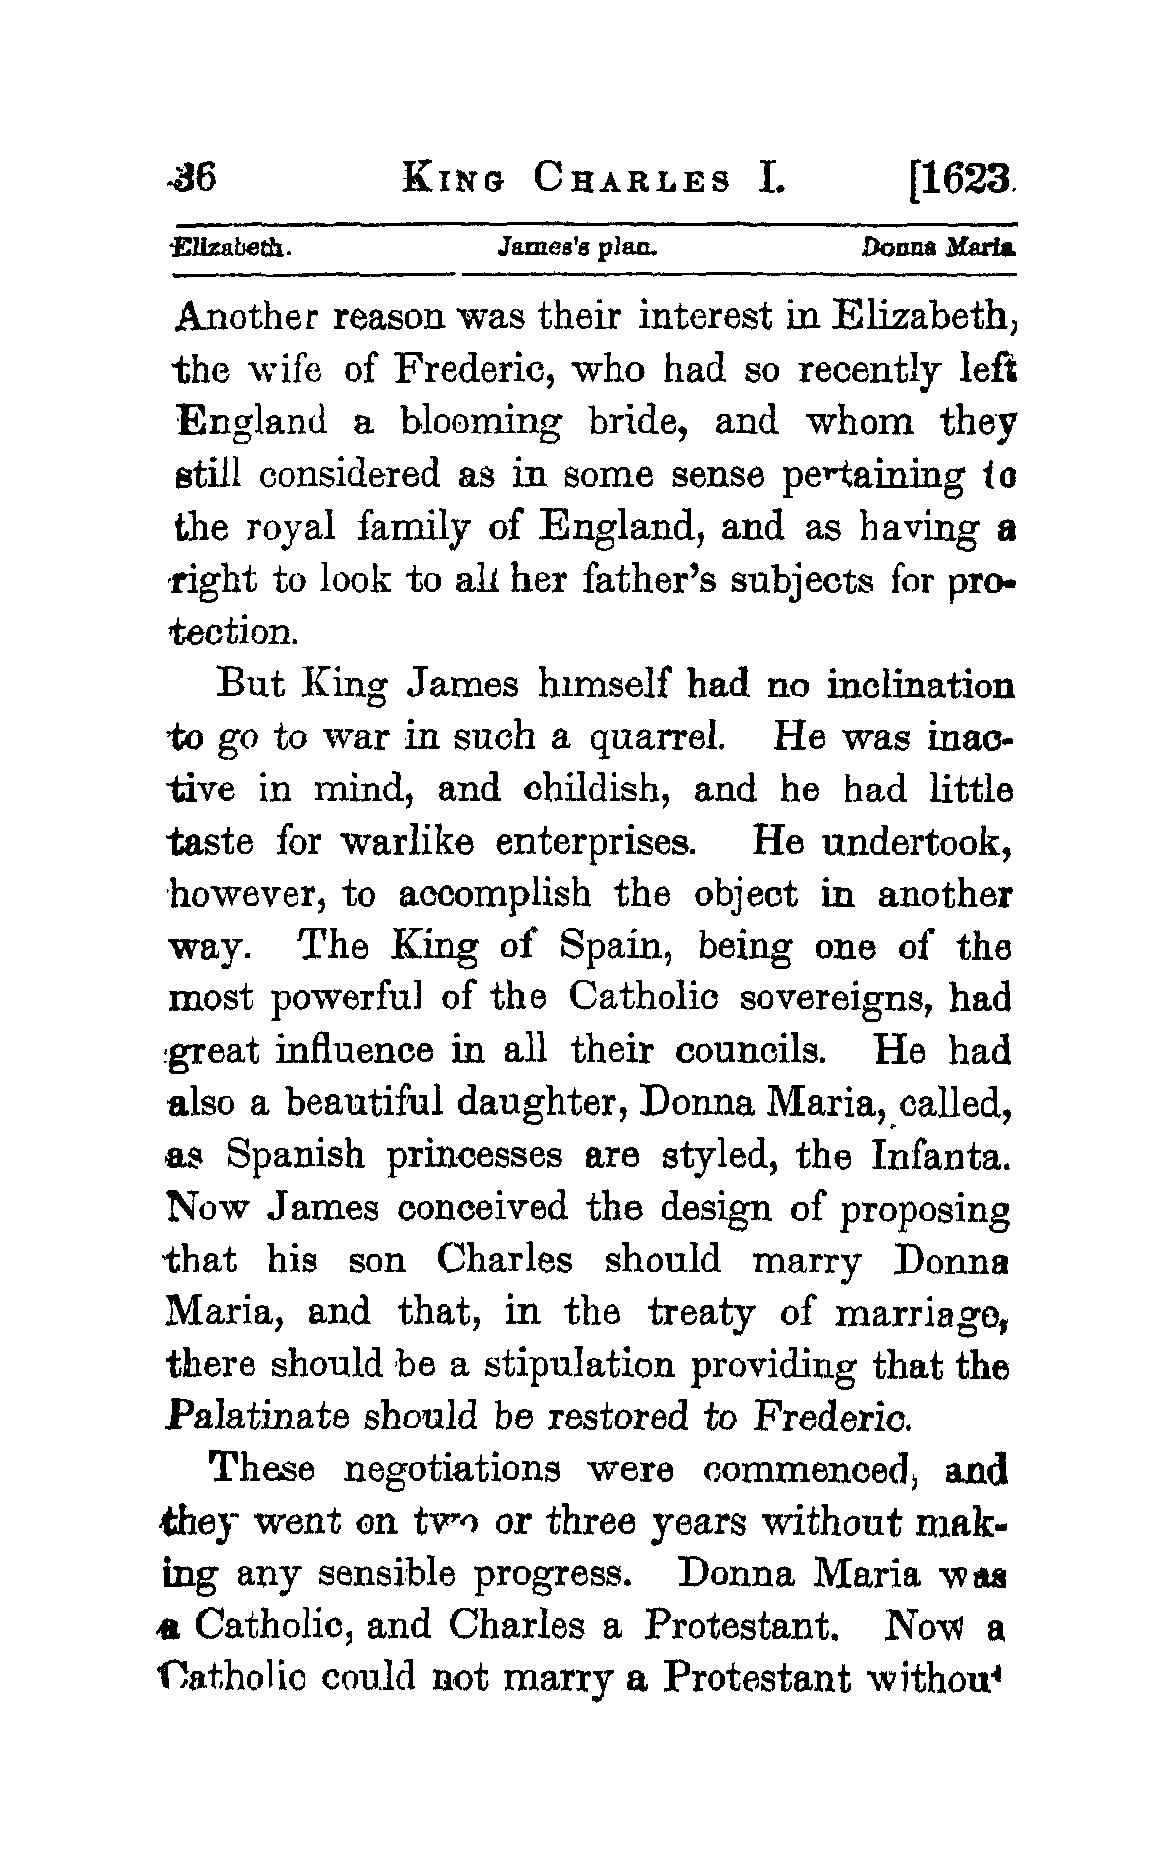 36 King Charles I. [1623.
Elizabeth. James's plan. Donna Maria.
Another reason was their interest in Elizabeth,
the wife of Frederic, who had so recently left
England a blooming bride, and whom they
still considered as in some sense pertaining to
the royal family of England, and as having a
right to look to all her father's subjects for pro-
tection.
But King James himself had no inclination
to go to war in such a quarrel. He was inac-
tive in mind, and childish, and he had little
taste for warlike enterprises. He undertook,
however, to accomplish the object in another
way. The King of Spain, being one of the
most powerful of the Catholic sovereigns, had
great influence in all their councils. He had
also a beautiful daughter, Donna Maria, called,
as Spanish princesses are styled, the Infanta.
Now James conceived the design of proposing
that his son Charles should marry Donna
Maria, and that, in the treaty of marriage,
there should be a stipulation providing that the
Palatinate should be restored to Frederic.
These negotiations were commenced, and
they went on two or three years without mak-
ing any sensible progress. Donna Maria was
a Catholic, and Charles a Protestant. Now a
Catholic could not marry a Protestant without